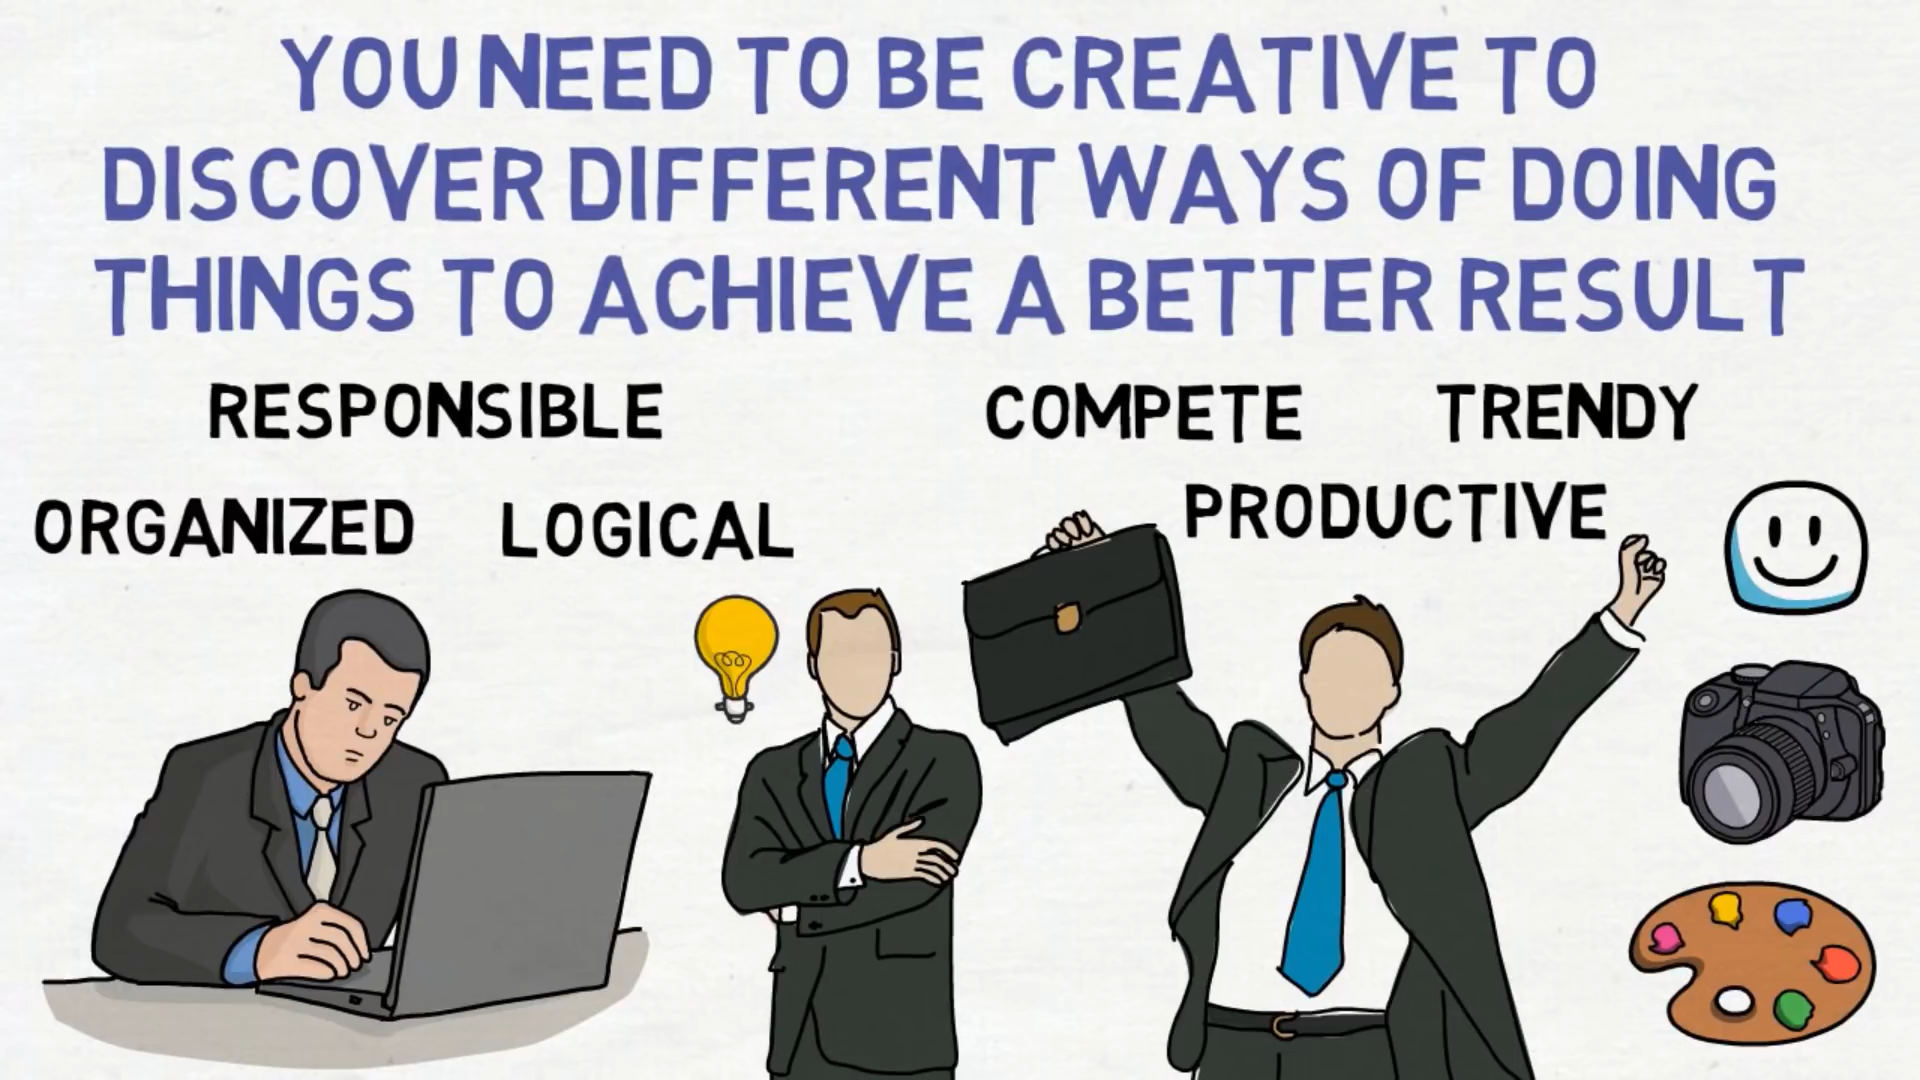 YOU NEED TO BE CREATIVE TO
DISCOVER DIFFERENT WAYS OF DOING
THINGS TO ACHIEVE A BETTER RESULT
RESPONSIBLE
COMPETE TRENDY
ORGANIZED LOGICAL
PRODUCTIVE